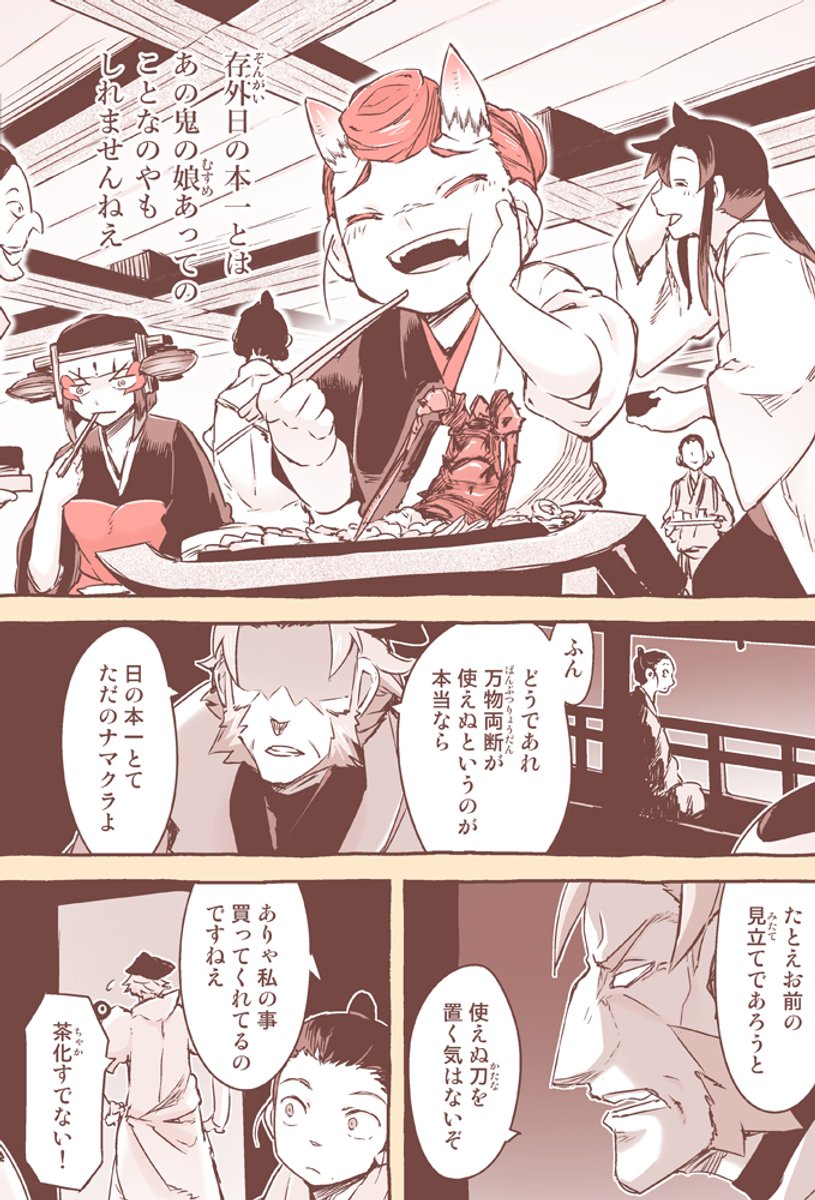 存外日の本一とは
あの鬼の娘あっての
ことなのやも
しれませんねえ
ふん
どうであれ
万物両断が
使えぬというのが
本当なら
日の本一とて
ただのナマクラよ
たとえお前の
見立てであろうと
使えぬ刀を
置く気はないぞ
ありゃ私の事
買ってくれてるの
ですねえ
茶化すでない!